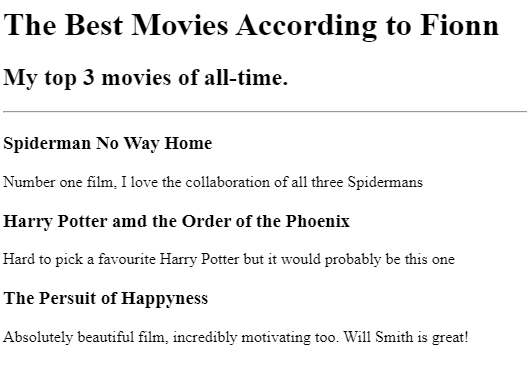 The Best Movies According to Fionn
My top 3 movies of all-time.
Spiderman No Way Home
Number one film, I love the collaboration of all three Spidermans
Harry Potter amd the Order of the Phoenix
Hard to pick a favourite Harry Potter but it would probably be this one
The Persuit of Happyness
Absolutely beautiful film, incredibly motivating too. Will Smith is great!